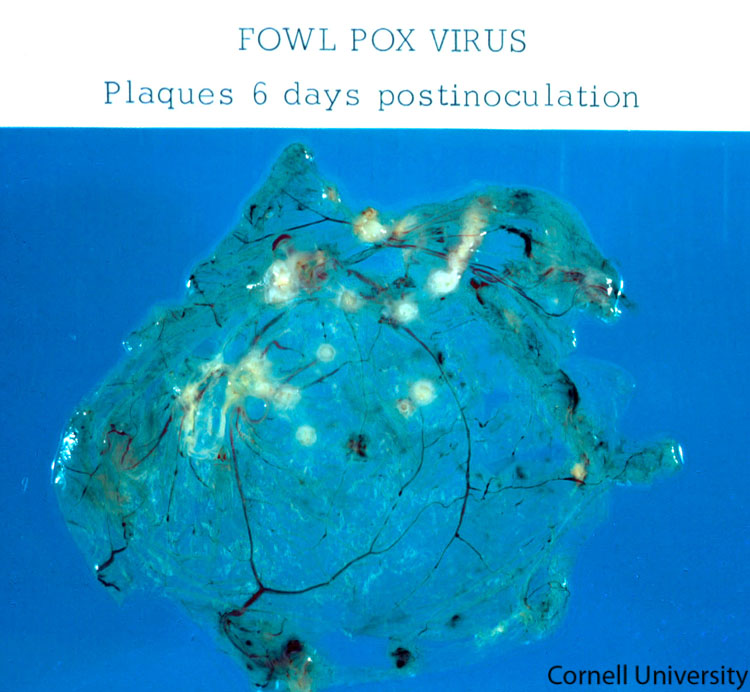 FOWL POX VIRUS
Plaques 6 days postinoculation
Cornell University